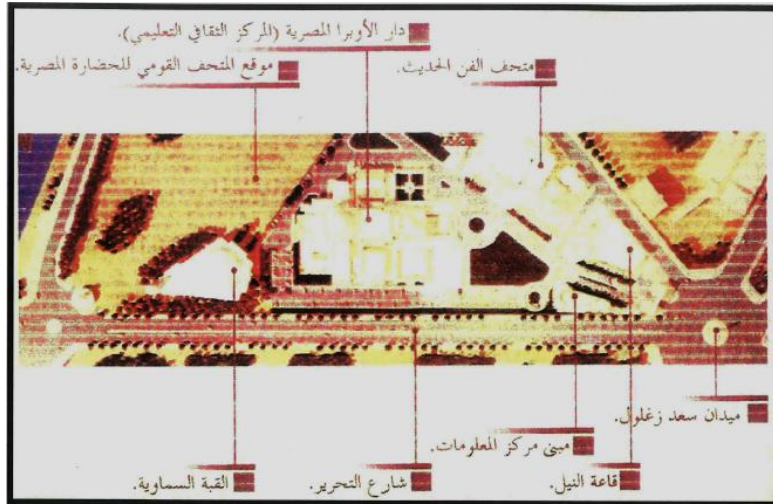 دار الأوبرا المصرية (المركز الثقافي التعليمي).
موقع المتحف القومي للحضارة المصرية.
متحف الفن الحديث.
ميدان سعد زغلول.
مبنى مركز المعلومات.
قاعة النيل.
شارع التحرير.
القبة السماوية.